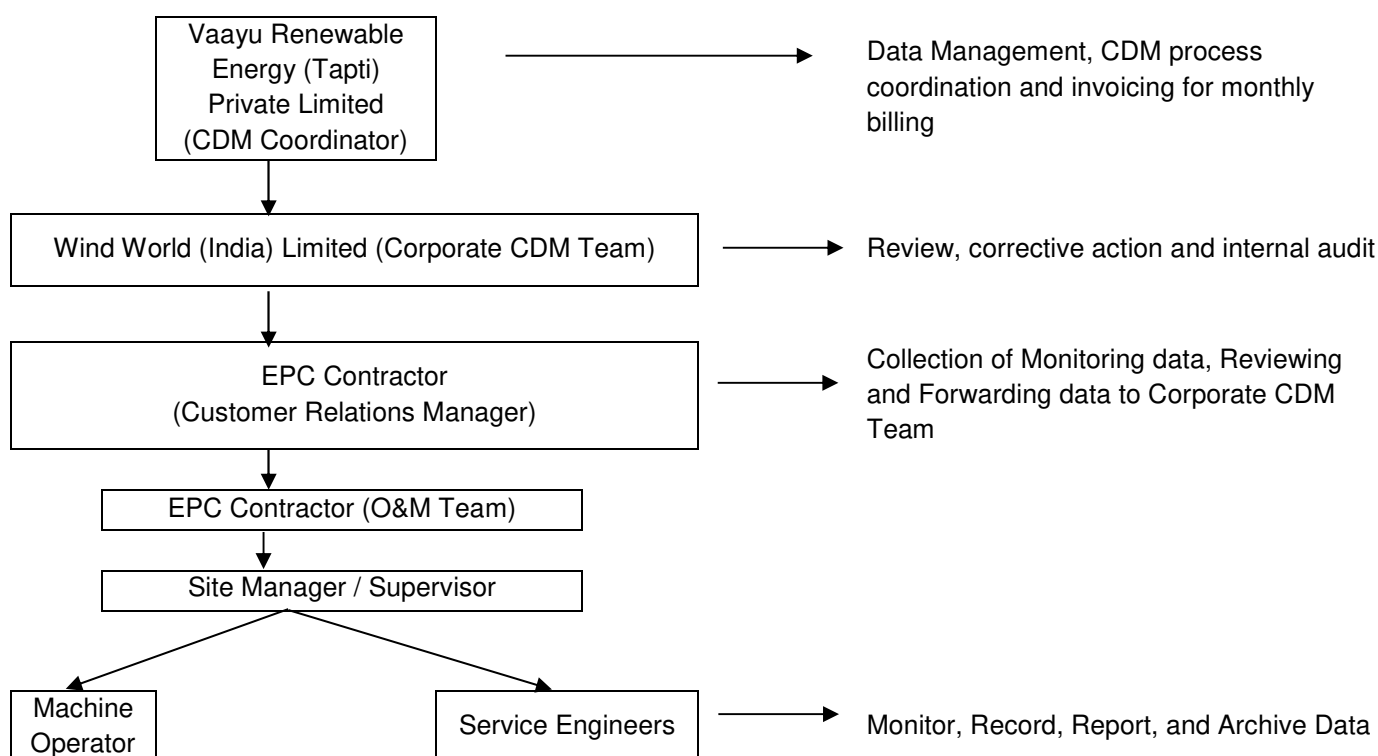 Vaayu Renewable
Energy (Tapti)
Private Limited
(CDM Coordinator)
Data Management, CDM process
coordination and invoicing for monthly
billing
Wind World (India) Limited (Corporate CDM Team)
Review, corrective action and internal audit
EPC Contractor
(Customer Relations Manager)
Collection of Monitoring data, Reviewing
and Forwarding data to Corporate CDM
Team
EPC Contractor (O&M Team)
Site Manager / Supervisor
Machine
Operator
Service Engineers
Monitor, Record, Report, and Archive Data